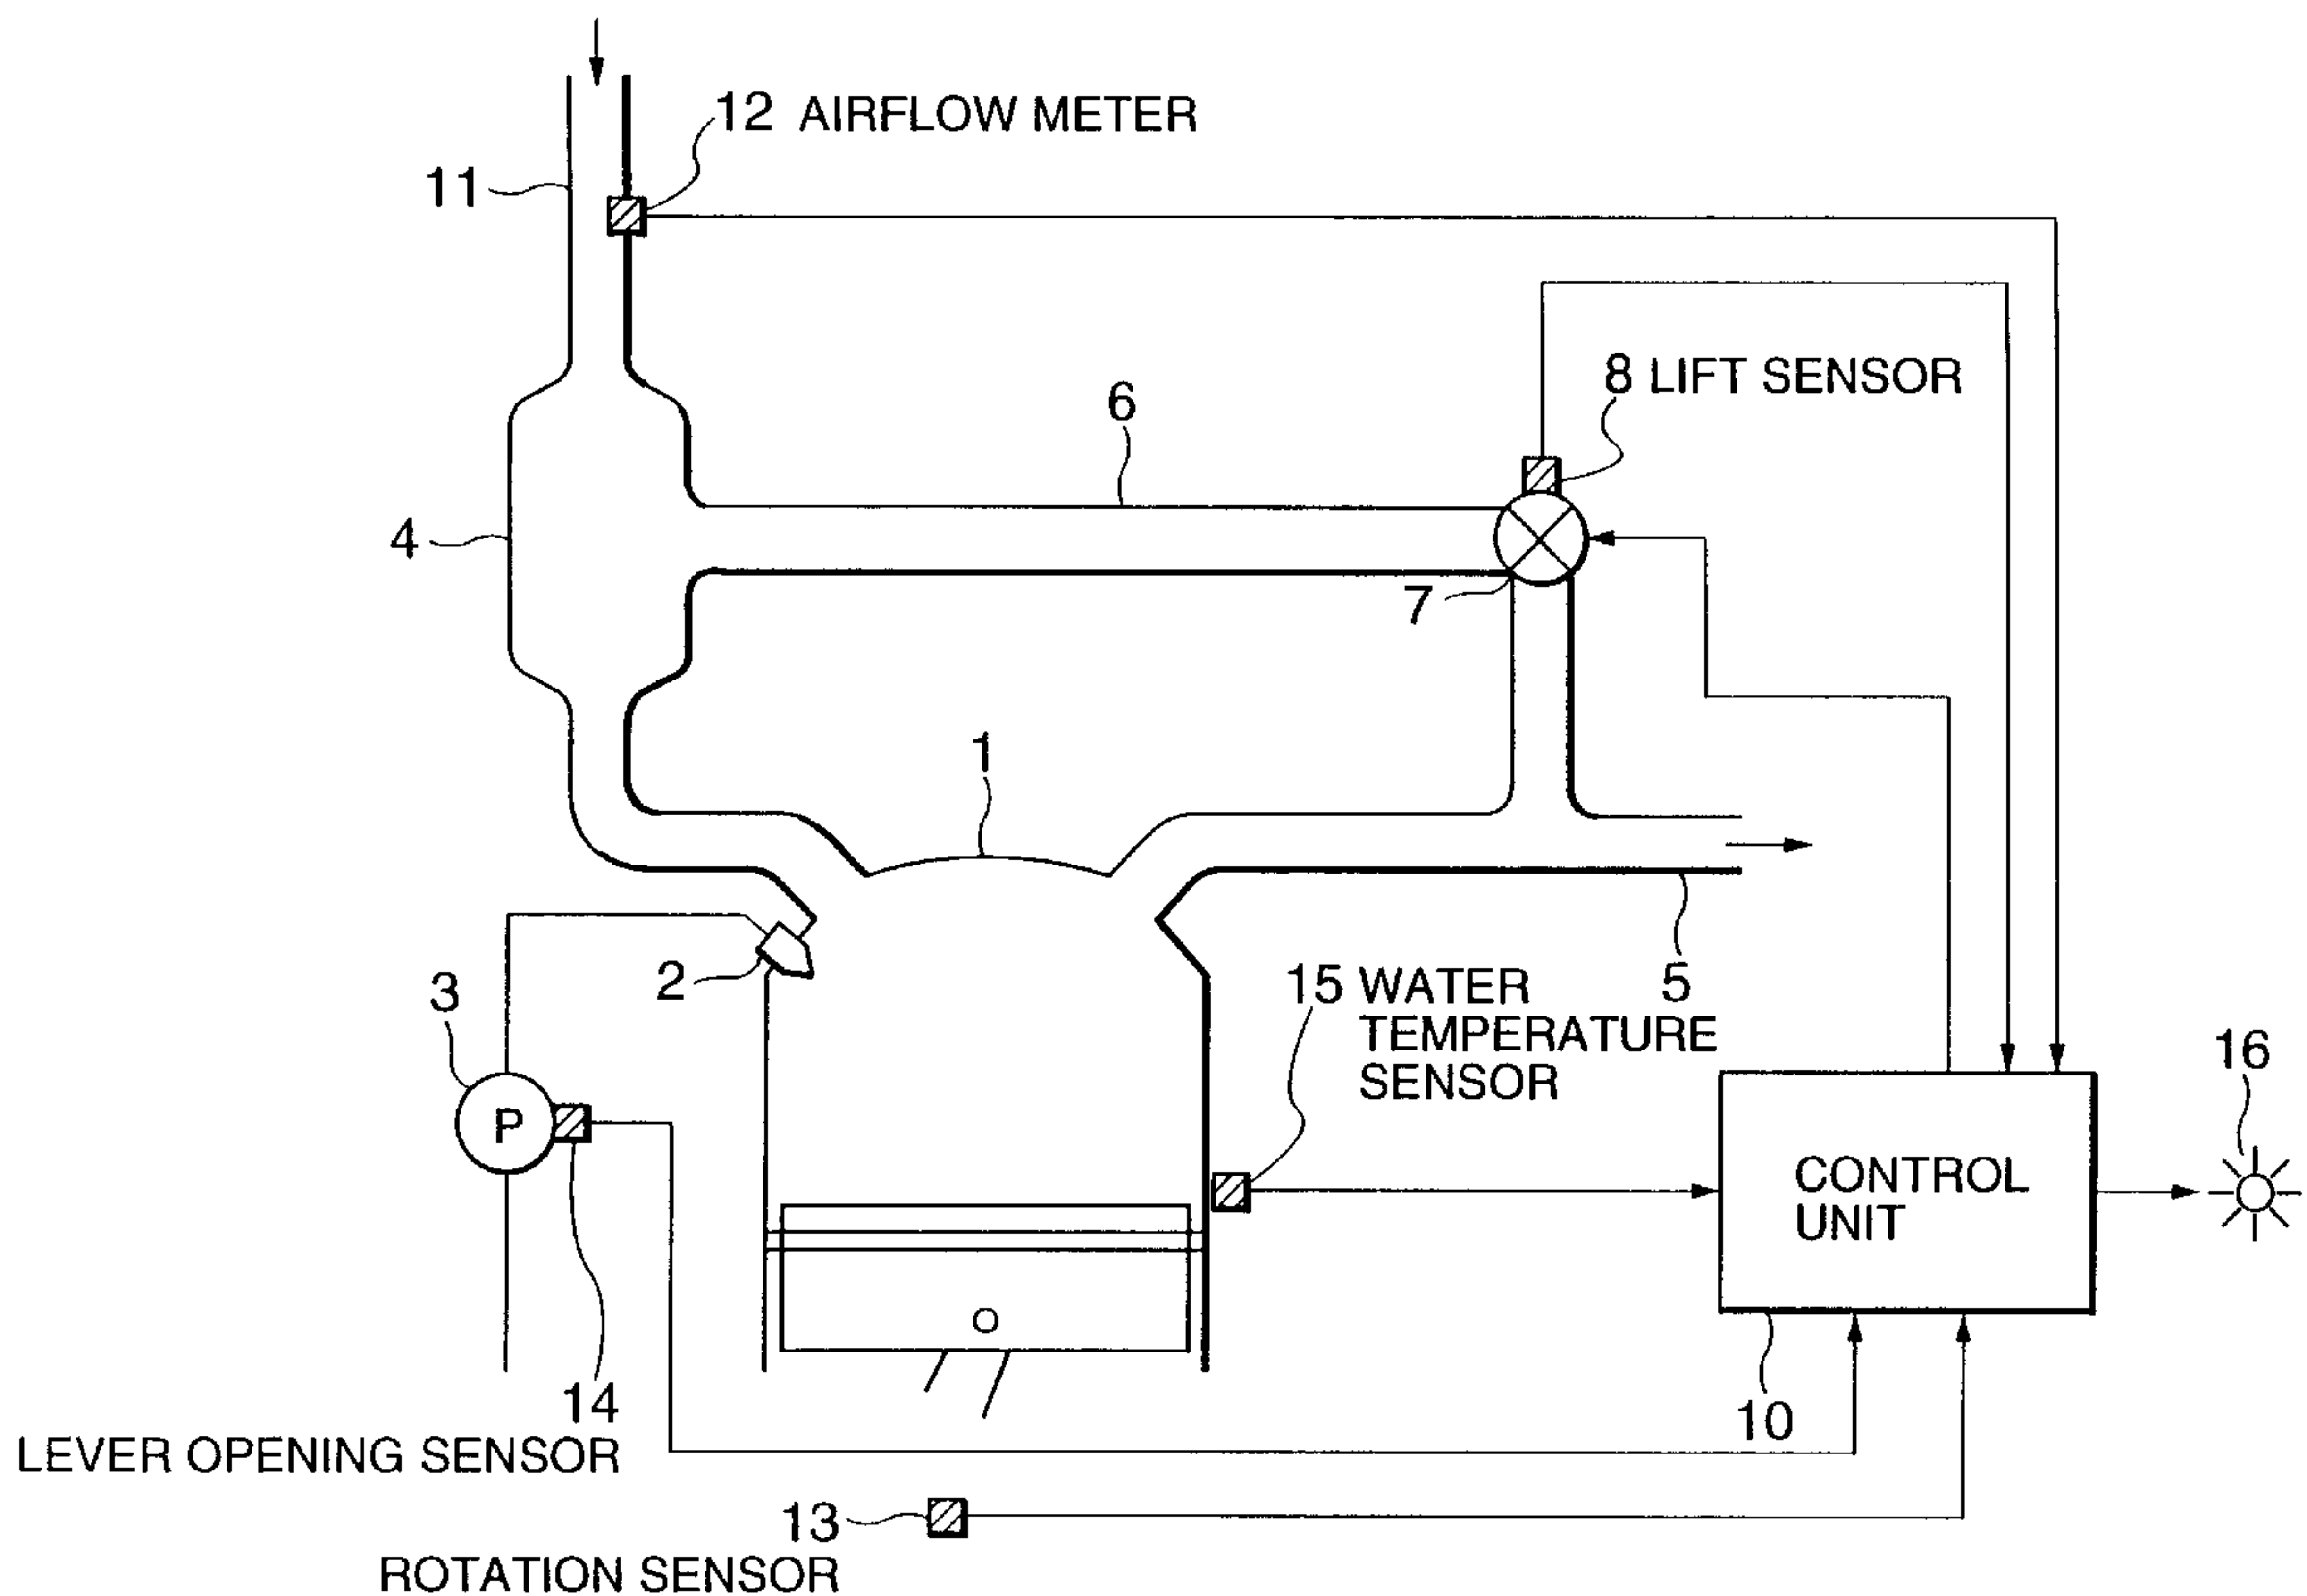 12 AIRFLOW METER
11
8 LIFT SENSOR
6
4
7
1
2
3
15 WATER
TEMPERATURE
SENSOR
5
16
P
CONTROL
UNIT
14
LEVER OPENING SENSOR
10
13
ROTATION SENSOR